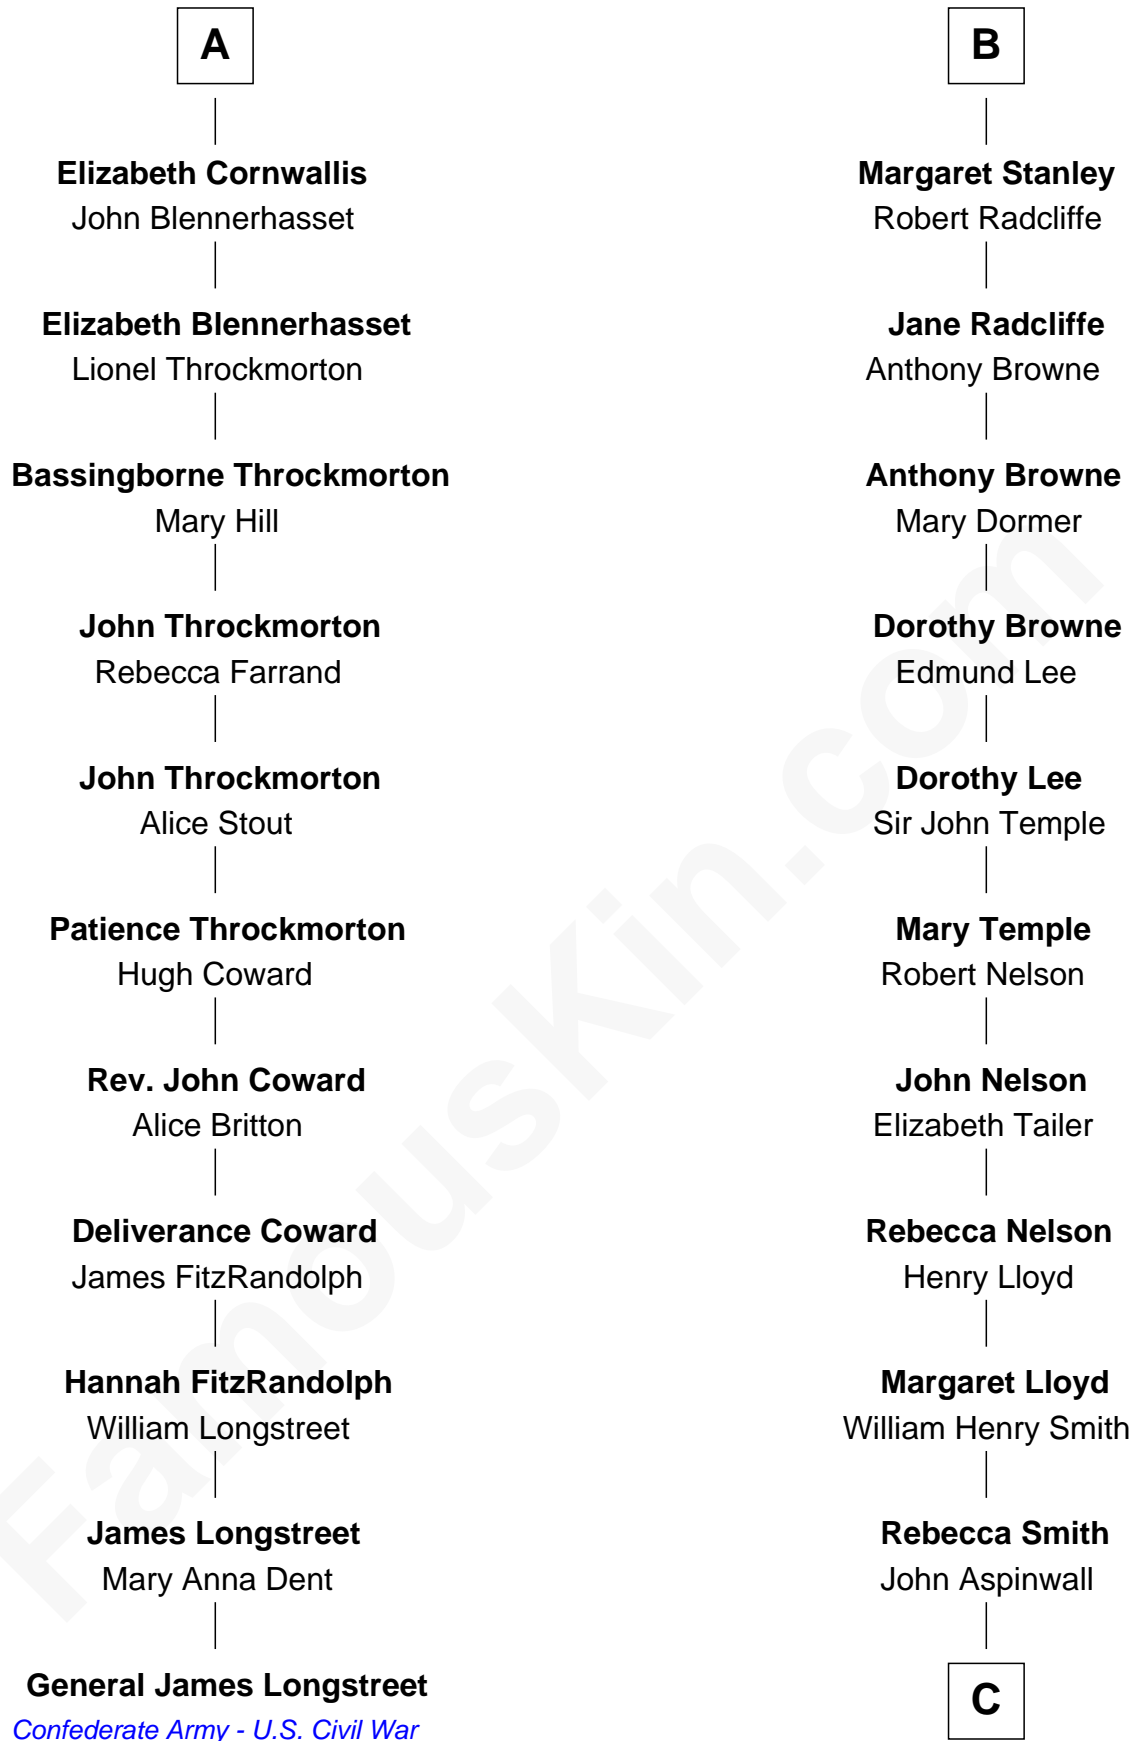 A
Elizabeth Cornwallis
John Blennerhasset
Elizabeth Blennerhasset
Lionel Throckmorton
Bassingborne Throckmorton
Mary Hill
John Throckmorton
Rebecca Farrand
John Throckmorton
Alice Stout
Patience Throckmorton
Hugh Coward
Rev. John Coward
Alice Britton
Deliverance Coward
James FitzRandolph
Hannah FitzRandolph
William Longstreet
James Longstreet
Mary Anna Dent
General James Longstreet
Confederate Army - U.S. Civil War
B
Margaret Stanley
Robert Radcliffe
Jane Radcliffe
Anthony Browne
Anthony Browne
Mary Dormer
Dorothy Browne
Edmund Lee
Dorothy Lee
Sir John Temple
Mary Temple
Robert Nelson
John Nelson
Elizabeth Tailer
Rebecca Nelson
Henry Lloyd
Margaret Lloyd
William Henry Smith
Rebecca Smith
John Aspinwall
C
FamousKin.com